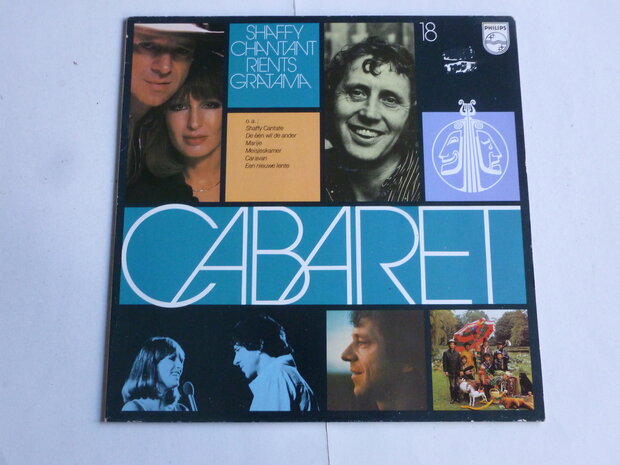 SHAFFY
CHANTANT
RIENTS
GRATAMA
18
PHILIPS
o.a.:
Shaffy Cantate
De één wil de ander
Marije
Meisjeskamer
Caravan
Een nieuwe lente
CABARET